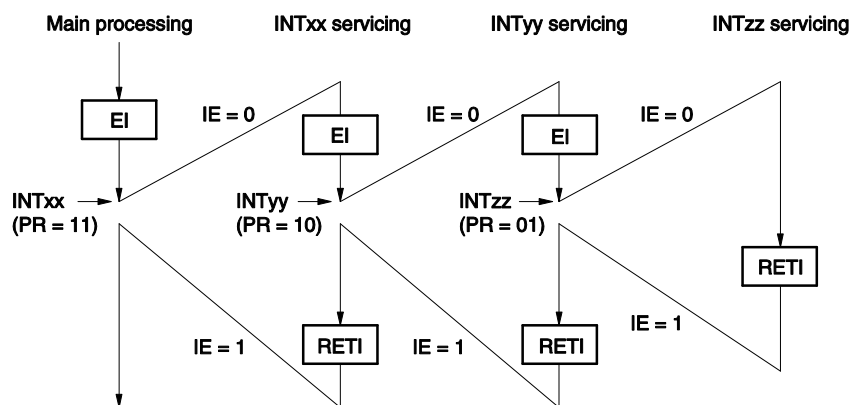 Main processing INTxx servicing INTyy servicing INTzz servicing
EI
IE = 0
EI
IE = 0
EI
IE = 0
INTxx
(PR = 11)
INTyy
(PR = 10)
INTzz
(PR = 01)
RETI
IE = 1
RETI
IE = 1
RETI
IE = 1